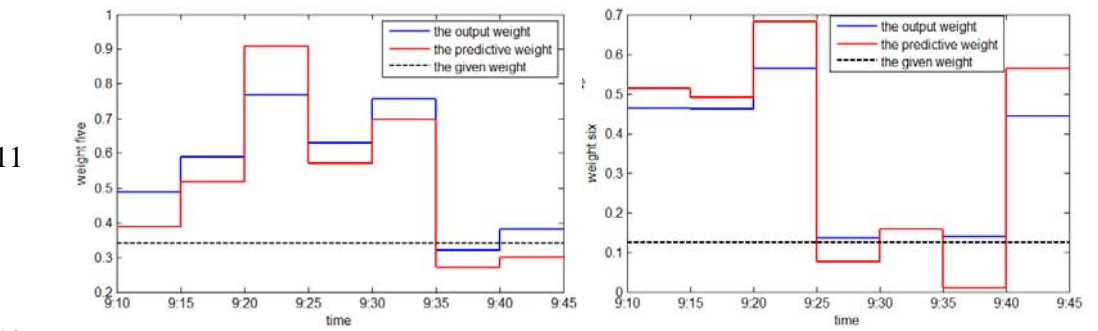 1
0.9
0.8
0.7
0.6
0.5
0.4
0.3
0.2
weight five
the output weight
the predictive weight
the given weight
9:10 9:15 9:20 9:25 9:30 9:35 9:40 9:45
time
0.7
0.6
0.5
0.4
0.3
0.2
0.1
0
weight six
the output weight
the predictive weight
the given weight
9:10 9:15 9:20 9:25 9:30 9:35 9:40 9:45
time
11